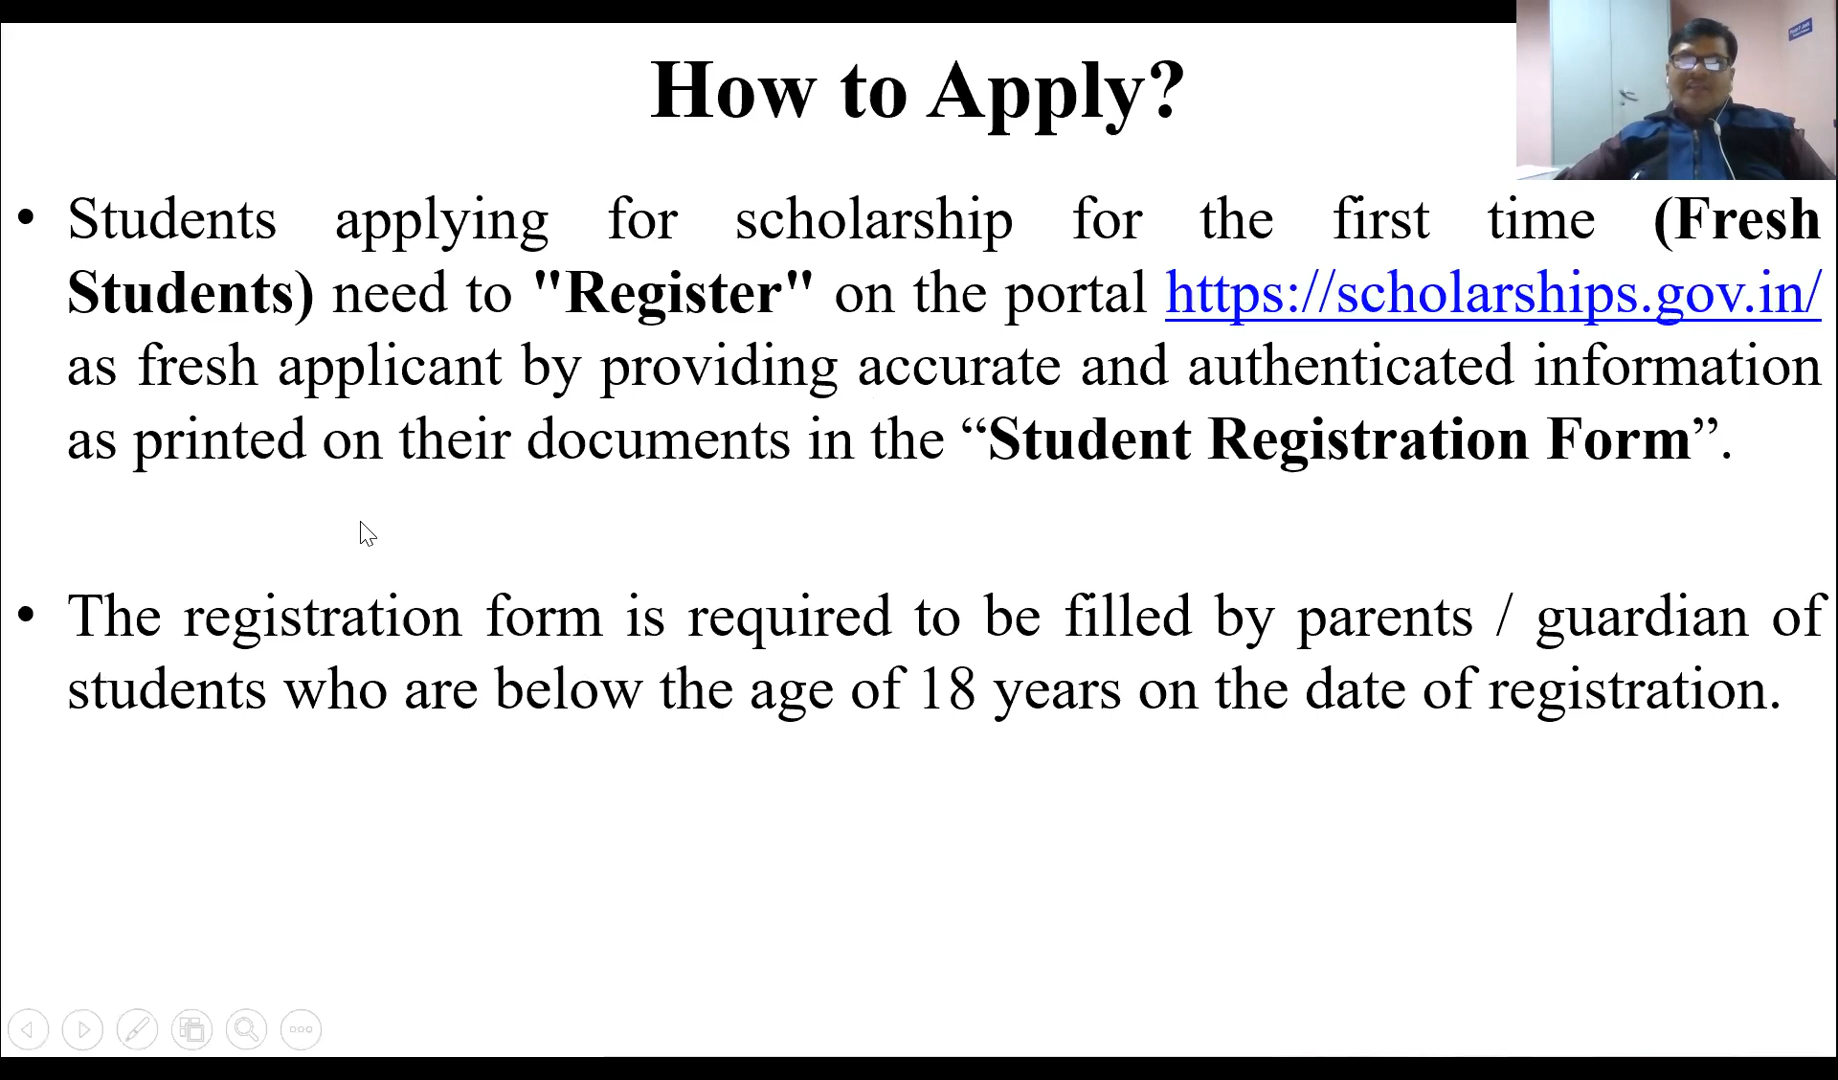 How to Apply?
• Students applying for scholarship for the first time (Fresh
Students) need to "Register" on the portal https://scholarships.gov.in/
as fresh applicant by providing accurate and authenticated information
as printed on their documents in the “Student Registration Form”.
• The registration form is required to be filled by parents / guardian of
students who are below the age of 18 years on the date of registration.